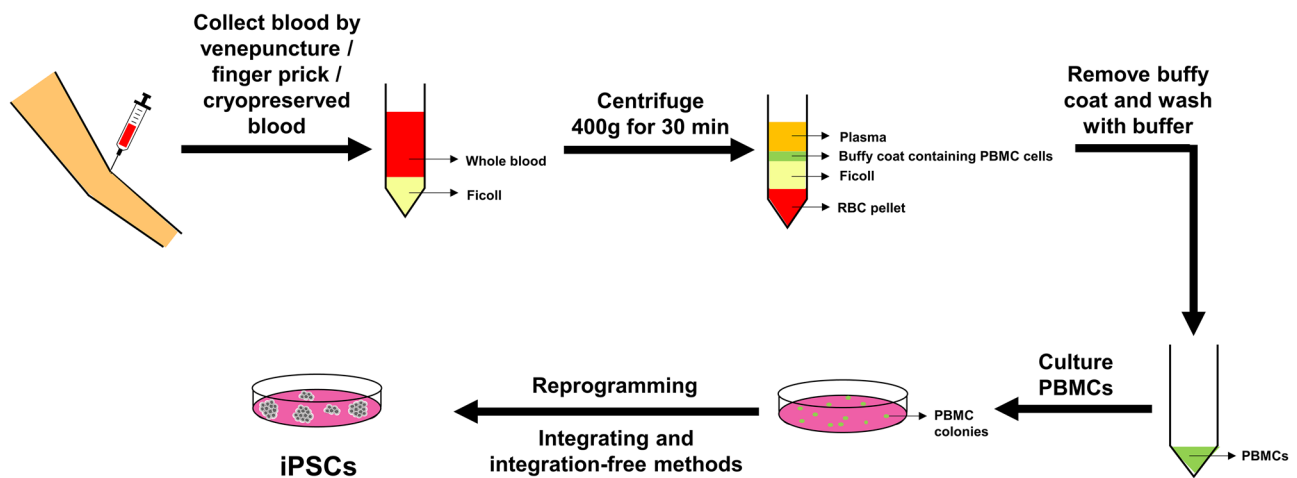 Collect blood by
venepuncture /
finger prick /
cryopreserved
blood
Whole blood
Ficoll
Centrifuge
400g for 30 min
Plasma
Buffy coat containing PBMC cells
Ficoll
RBC pellet
Remove buffy
coat and wash
with buffer
PBMCs
Culture
PBMCs
PBMC
colonies
Reprogramming
Integrating and
integration-free methods
iPSCs